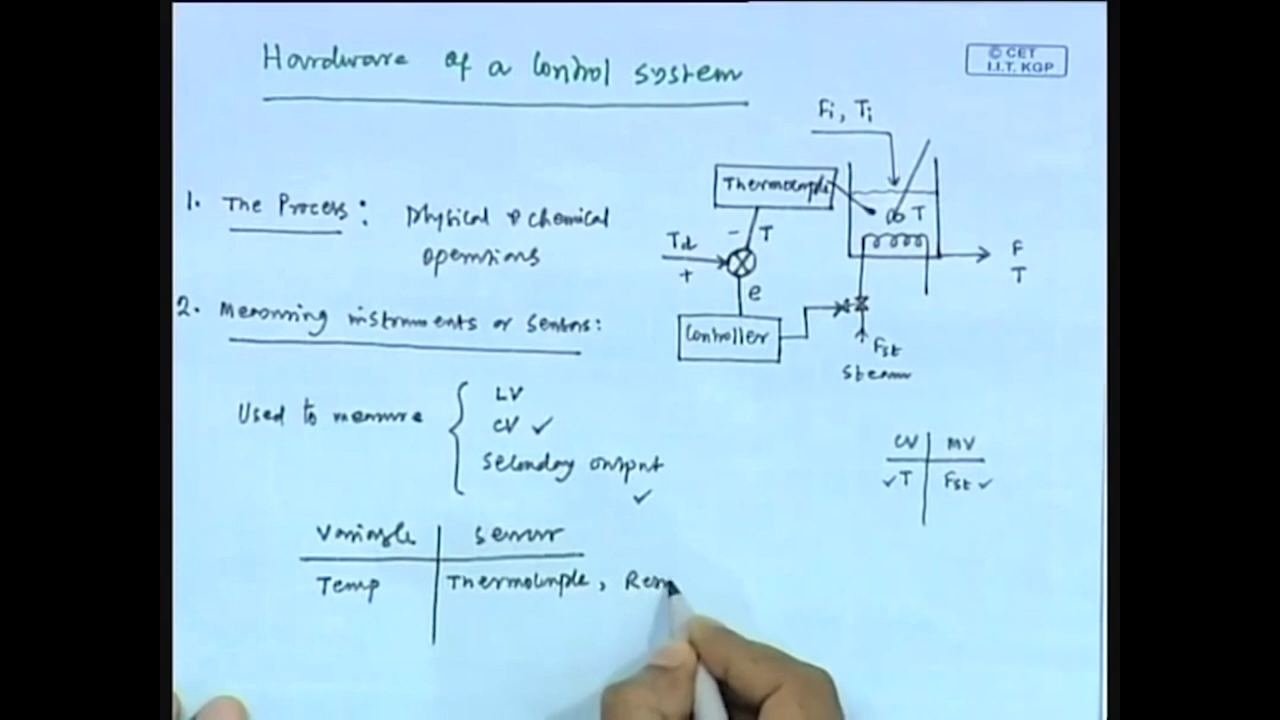 Hardware of a control system
© CET
I.I.T. KGP
Fi, Ti
Thermocouple
T
- T
Td
+
e
F
T
Controller
Fst
Steam
1. The Process: physical & chemical
operations
2. Measuring instruments or sensors:
Used to measure
LV
CV ✓
Secondary output
✓
CV | MV
✓T | Fst ✓
Variable | Sensor
Temp | Thermocouple, Res